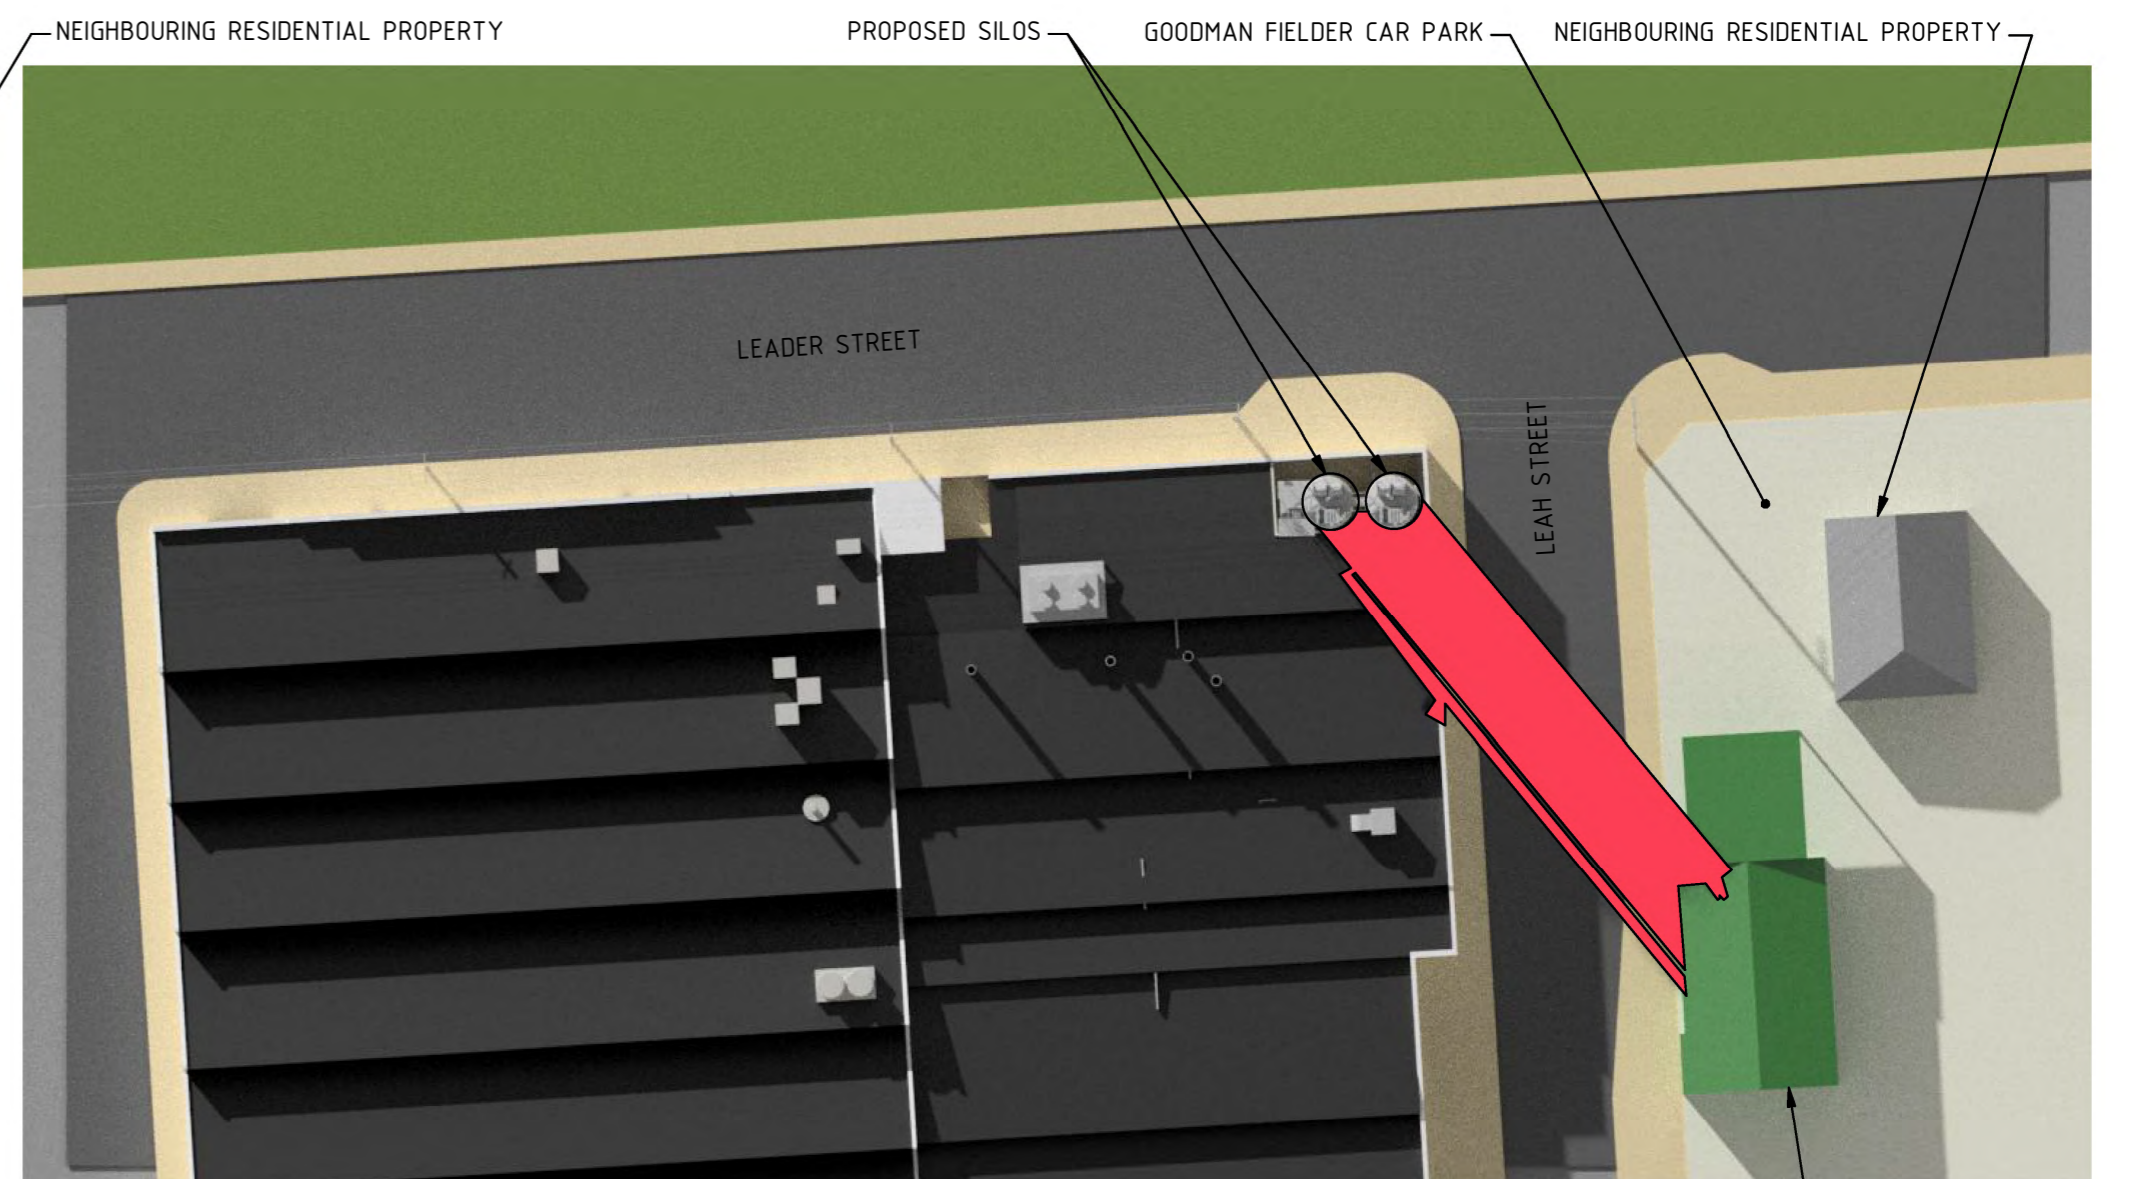 NEIGHBOURING RESIDENTIAL PROPERTY
PROPOSED SILOS
GOODMAN FIELDER CAR PARK
NEIGHBOURING RESIDENTIAL PROPERTY
LEADER STREET
LEAH STREET